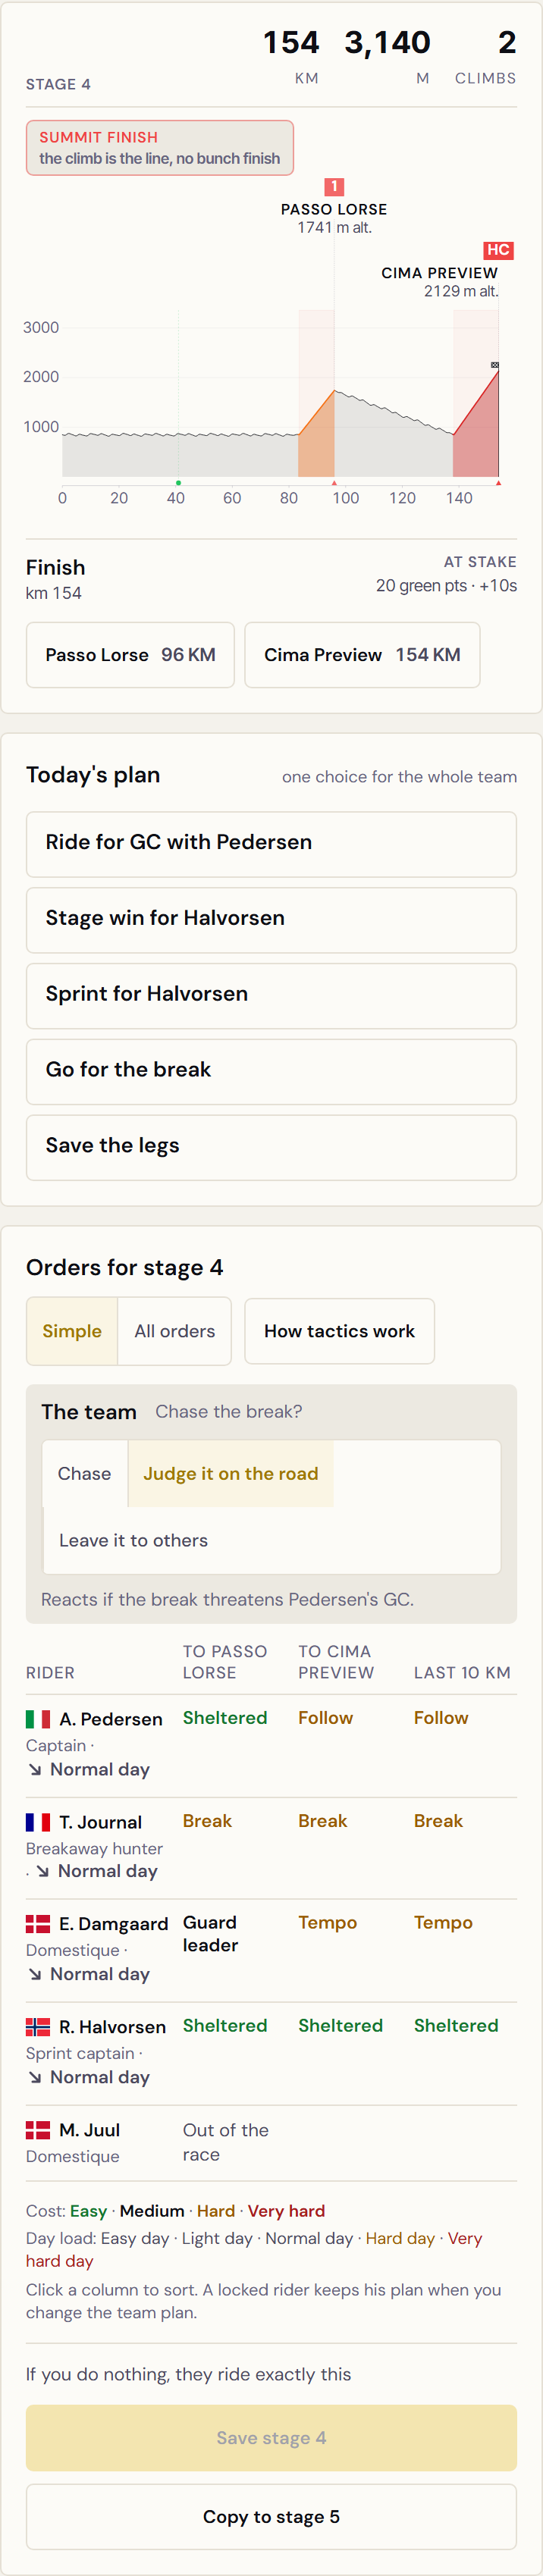 154 3,140 2
STAGE 4 KM M CLIMBS
SUMMIT FINISH
the climb is the line, no bunch finish
1
PASSO LORSE
1741 m alt.
HC
CIMA PREVIEW
2129 m alt.
3000
2000
1000
0 20 40 60 80 100 120 140
Finish AT STAKE
km 154 20 green pts · +10s
Passo Lorse 96 KM Cima Preview 154 KM
Today's plan one choice for the whole team
Ride for GC with Pedersen
Stage win for Halvorsen
Sprint for Halvorsen
Go for the break
Save the legs
Orders for stage 4
Simple All orders How tactics work
The team Chase the break?
Chase Judge it on the road
Leave it to others
Reacts if the break threatens Pedersen's GC.
RIDER TO PASSO LORSE TO CIMA PREVIEW LAST 10 KM
A. Pedersen Sheltered Follow Follow
Captain ·
↘ Normal day
T. Journal Break Break Break
Breakaway hunter
· ↘ Normal day
E. Damgaard Guard leader Tempo Tempo
Domestique ·
↘ Normal day
R. Halvorsen Sheltered Sheltered Sheltered
Sprint captain ·
↘ Normal day
M. Juul Out of the race
Domestique
Cost: Easy · Medium · Hard · Very hard
Day load: Easy day · Light day · Normal day · Hard day · Very
hard day
Click a column to sort. A locked rider keeps his plan when you
change the team plan.
If you do nothing, they ride exactly this
Save stage 4
Copy to stage 5